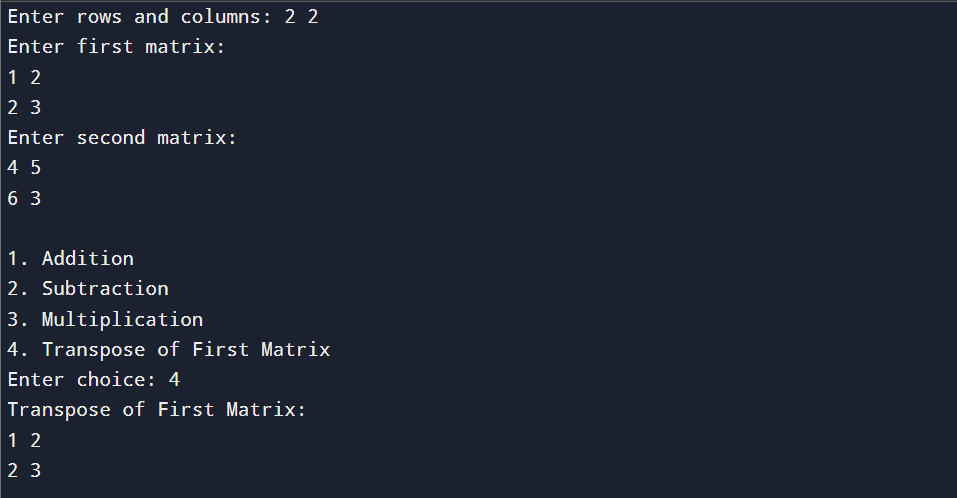 Enter rows and columns: 2 2
Enter first matrix:
1 2
2 3
Enter second matrix:
4 5
6 3
1. Addition
2. Subtraction
3. Multiplication
4. Transpose of First Matrix
Enter choice: 4
Transpose of First Matrix:
1 2
2 3